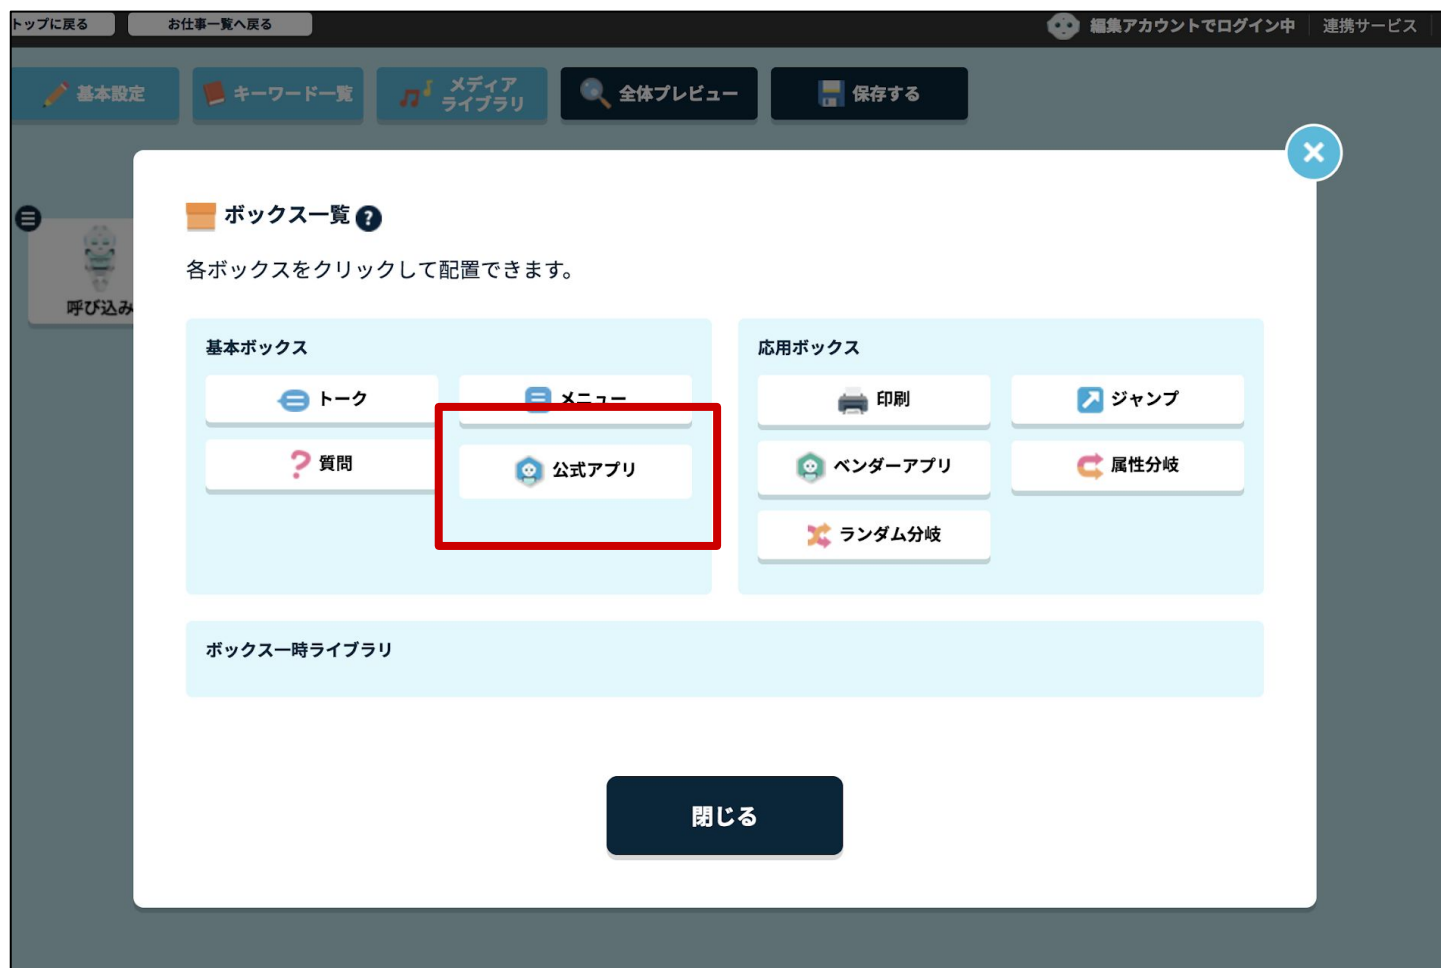 トップに戻る
お仕事一覧へ戻る
編集アカウントでログイン中
連携サービス
基本設定
キーワード一覧
メディア
ライブラリ
全体プレビュー
保存する
呼び込み
ボックス一覧 ?
各ボックスをクリックして配置できます。
基本ボックス
トーク
メニュー
質問
公式アプリ
応用ボックス
印刷
ジャンプ
ベンダーアプリ
属性分岐
ランダム分岐
ボックス一時ライブラリ
閉じる